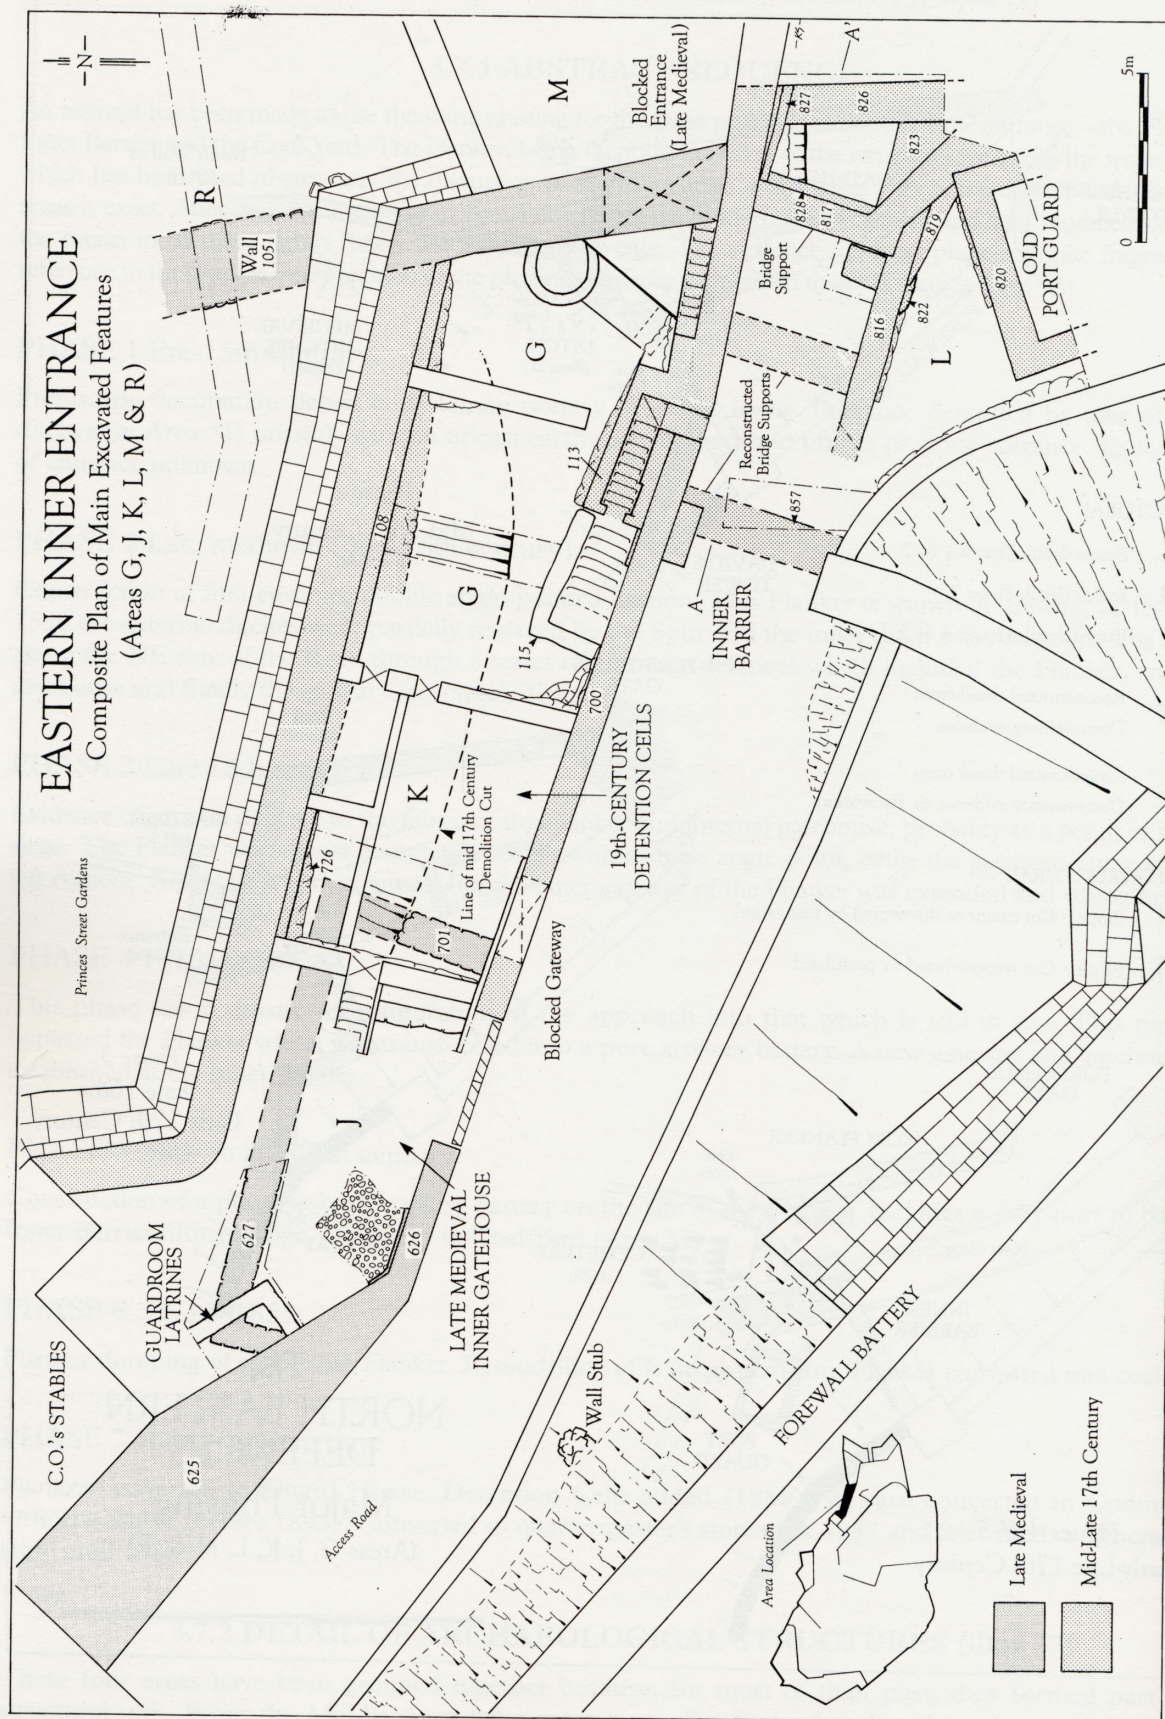 EASTERN INNER ENTRANCE
Composite Plan of Main Excavated Features
(Areas G, J, K, L, M & R)
N
Princes Street Gardens
R
Wall
1051
M
Blocked
Entrance
(Late Medieval)
A'
C.O.'s STABLES
GUARDROOM
LATRINES
625
627
J
626
726
K
701
Line of mid 17th Century
Demolition Cut
108
G
G
115
113
700
827
826
828
817
823
Bridge
Support
816
819
822
820
L
OLD
PORT GUARD
Reconstructed
Bridge Supports
857
A
INNER
BARRIER
19th-CENTURY
DETENTION CELLS
Blocked Gateway
LATE MEDIEVAL
INNER GATEHOUSE
Access Road
Wall Stub
FOREWALL BATTERY
Area Location
Late Medieval
Mid-Late 17th Century
0
5m